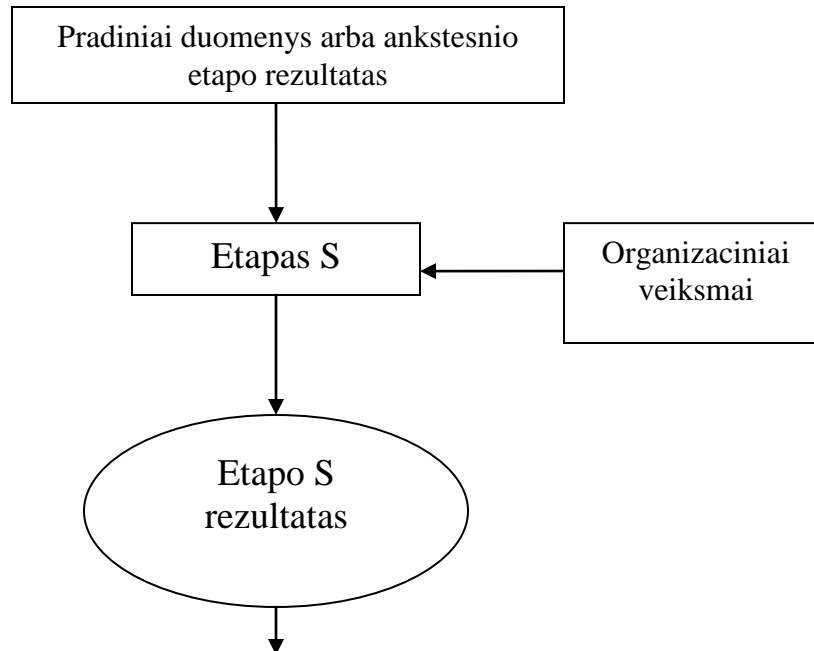 Pradiniai duomenys arba ankstesnio
etapo rezultatas
Etapas S
Organizaciniai
veiksmai
Etapo S
rezultatas